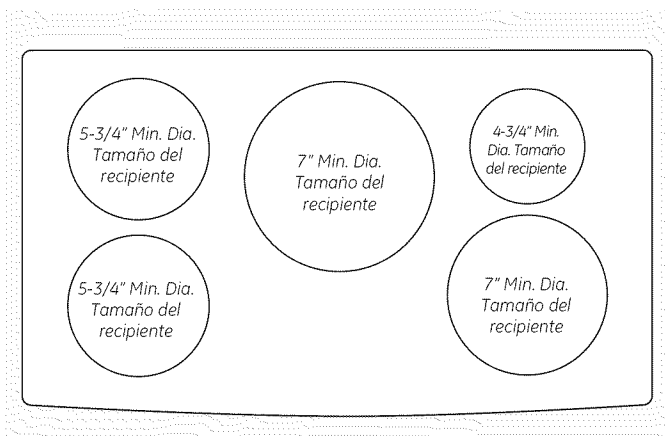 5-3/4" Min. Dia.
Tamaño del
recipiente
7" Min. Dia.
Tamaño del
recipiente
4-3/4" Min.
Dia. Tamaño
del recipiente
5-3/4" Min. Dia.
Tamaño del
recipiente
7" Min. Dia.
Tamaño del
recipiente